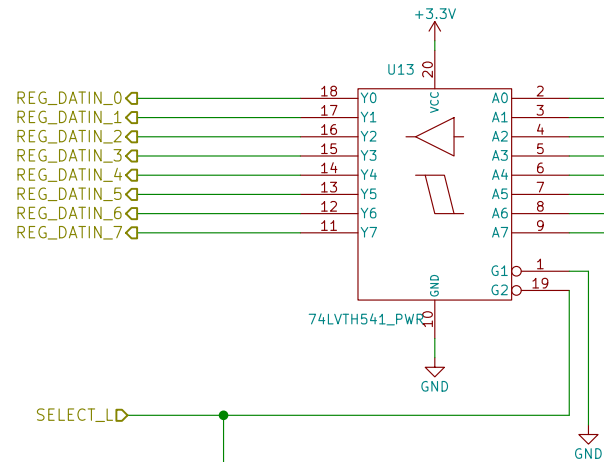 +3.3V
U13
20
VCC
REG_DATIN_0 18 Y0 A0 2
REG_DATIN_1 17 Y1 A1 3
REG_DATIN_2 16 Y2 A2 4
REG_DATIN_3 15 Y3 A3 5
REG_DATIN_4 14 Y4 A4 6
REG_DATIN_5 13 Y5 A5 7
REG_DATIN_6 12 Y6 A6 8
REG_DATIN_7 11 Y7 A7 9
G1 1
G2 19
GND
74LVTH541_PWR
10
GND
SELECT_L
GND